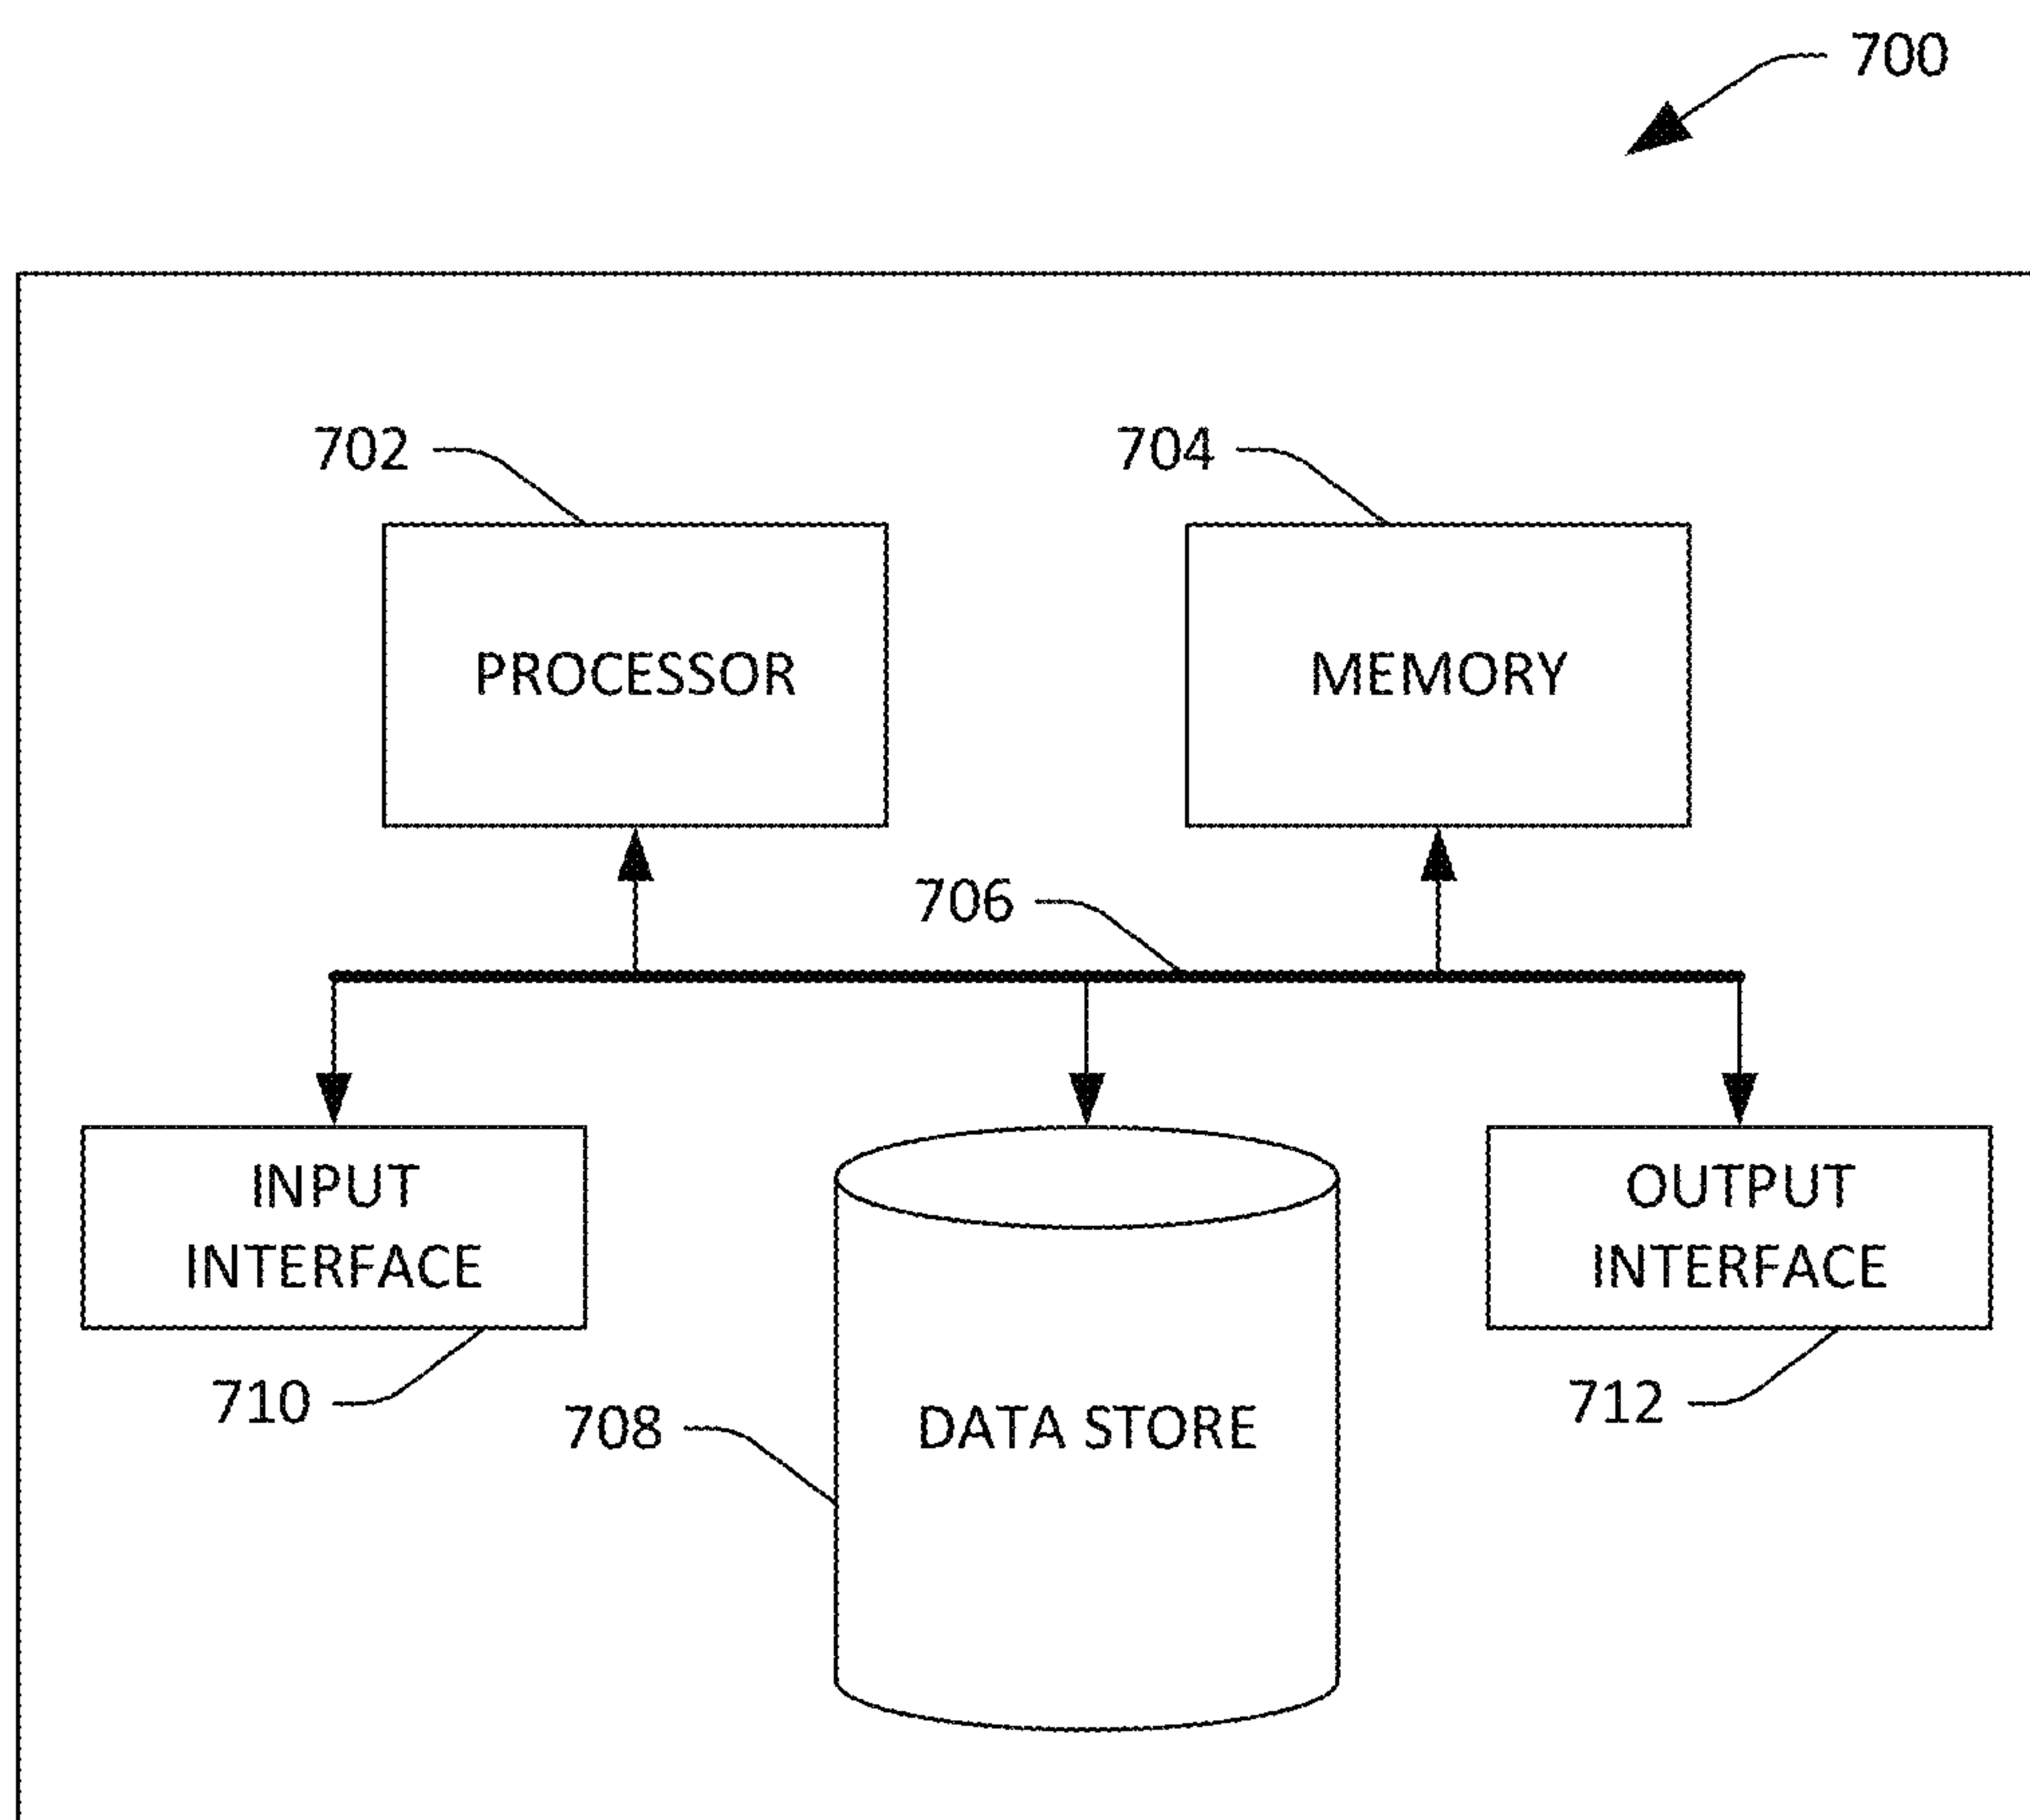 700
702
704
PROCESSOR
MEMORY
706
INPUT
INTERFACE
OUTPUT
INTERFACE
710
708
DATA STORE
712